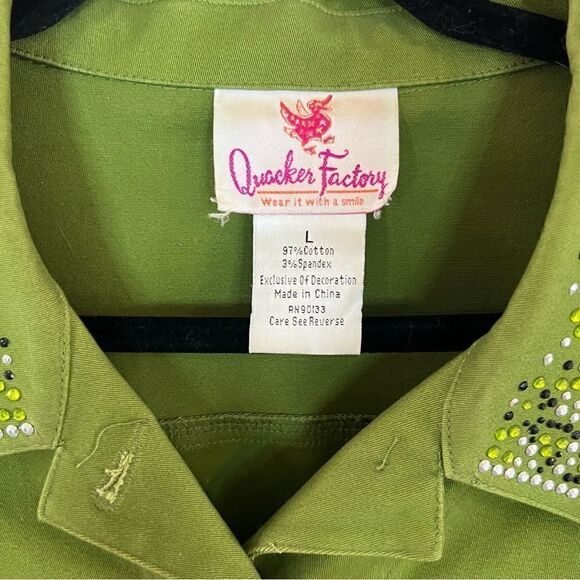 Quacker Factory
Wear it with a smile
L
97%Cotton
3%Spandex
Exclusive Of Decoration
Made in China
RN90133
Care See Reverse